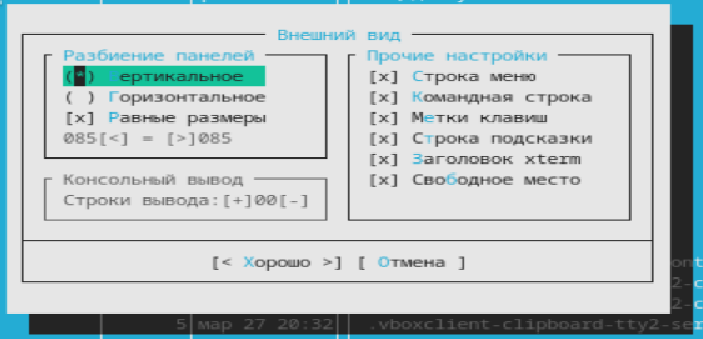 Внешний вид
Разбиение панелей
(*) Вертикальное
( ) Горизонтальное
[x] Равные размеры
085[<] = [>]085
Консольный вывод
Строки вывода:[+]00[-]
Прочие настройки
[x] Строка меню
[x] Командная строка
[x] Метки клавиш
[x] Строка подсказки
[x] Заголовок xterm
[x] Свободное место
[< Хорошо >] [ Отмена ]
5 мар 27 20:32 .vboxclient-clipboard-tty2-ser